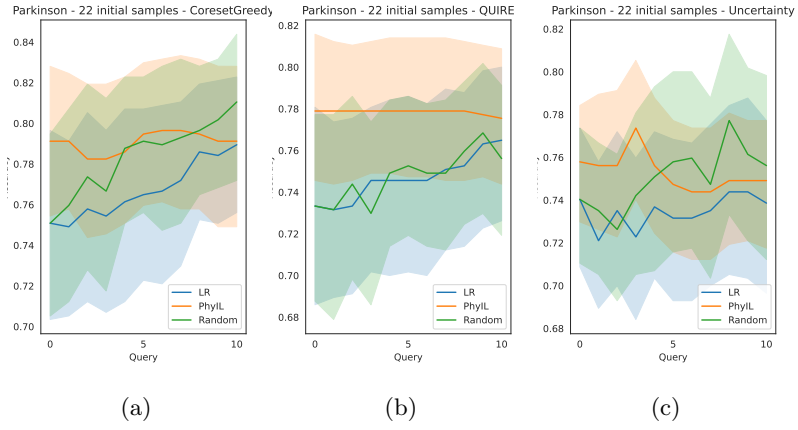 Parkinson - 22 initial samples - CoresetGreedy
0.84
0.82
0.80
0.78
0.76
0.74
0.72
0.70
0
5
10
Query
LR
PhyIL
Random
(a)
Parkinson - 22 initial samples - QUIRE
0.82
0.80
0.78
0.76
0.74
0.72
0.70
0.68
0
5
10
Query
LR
PhyIL
Random
(b)
Parkinson - 22 initial samples - Uncertainty
0.82
0.80
0.78
0.76
0.74
0.72
0.70
0.68
0
5
10
Query
LR
PhyIL
Random
(c)